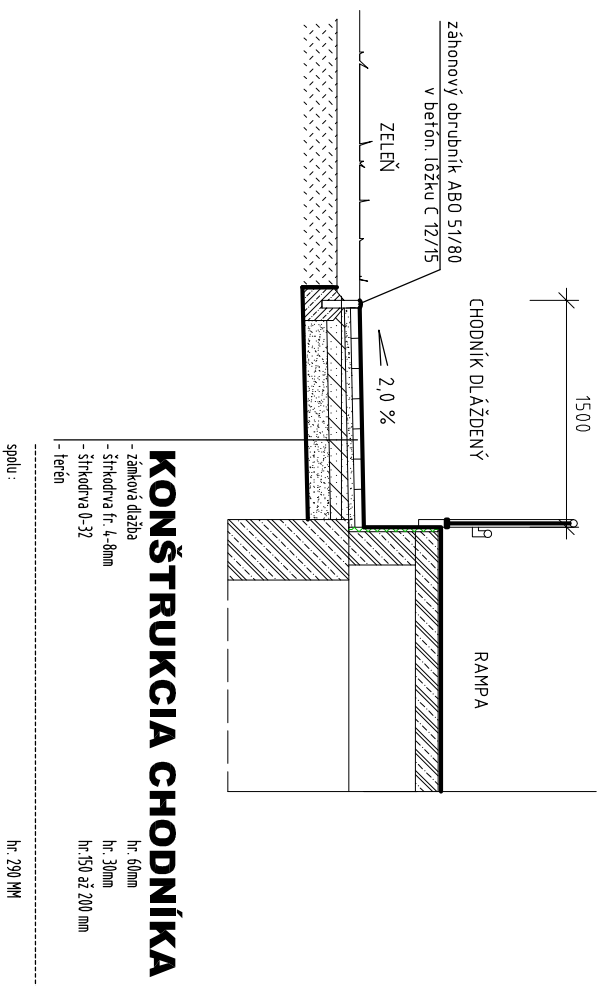 záhonový obrubník ABO 51/80
v betón. lôžku C 12/15
ZELEŇ
CHODNÍK DLÁŽDENÝ
1500
2,0 %
RAMPA
KONŠTRUKCIA CHODNÍKA
- zámková dlažba hr. 60mm
- štrkodrva fr. 4-8mm hr. 30mm
- štrkodrva 0-32 hr.150 až 200 mm
- terén
spolu : hr. 290 MM